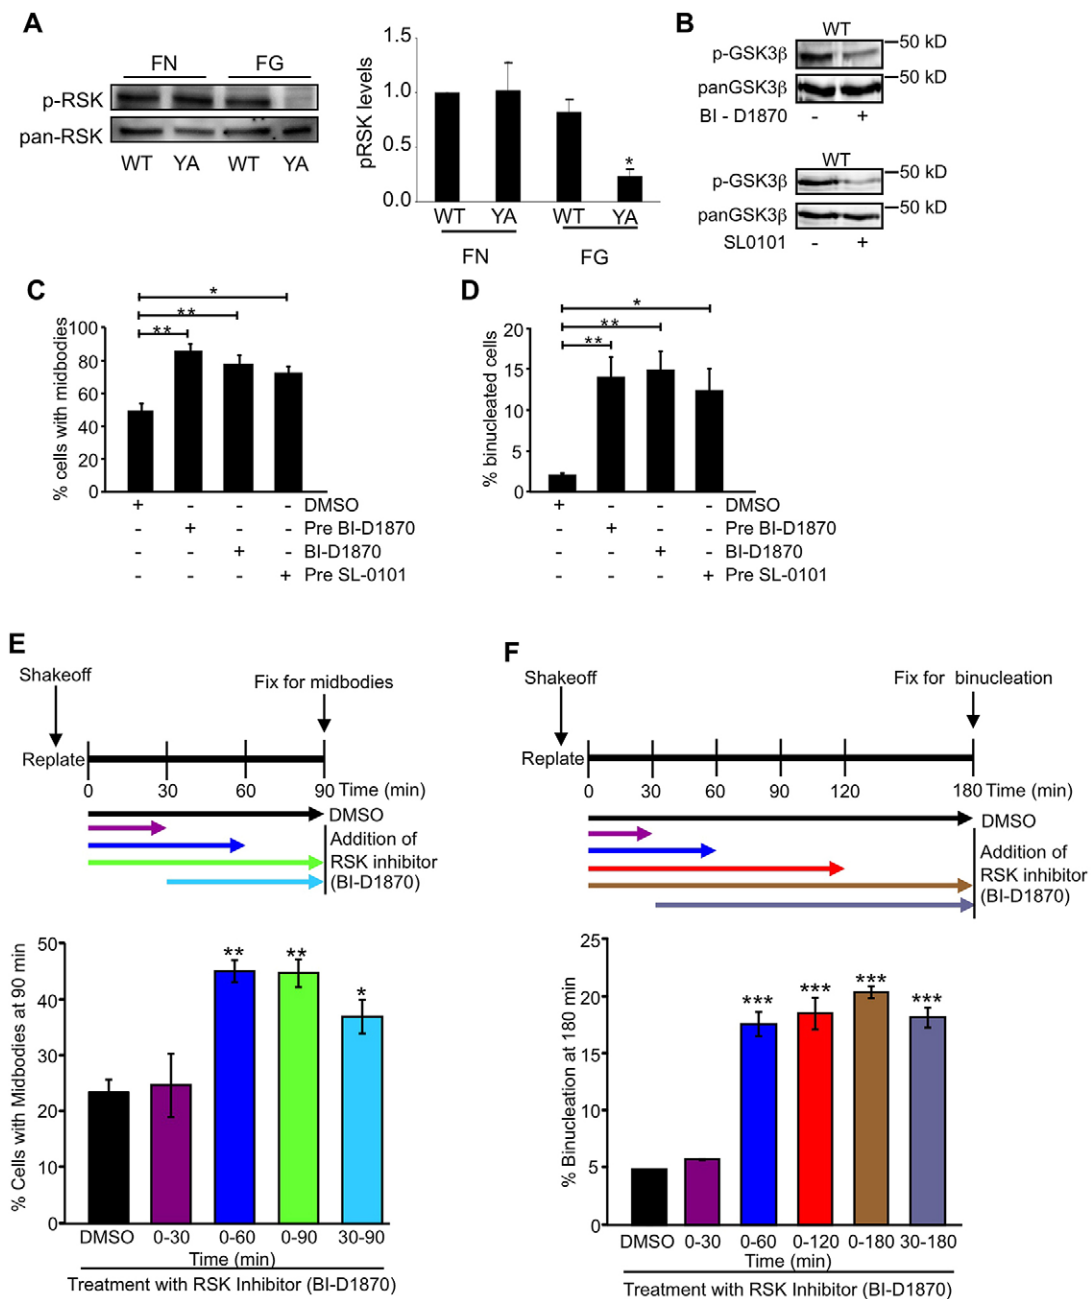 A
FN FG
p-RSK
pan-RSK
WT YA WT YA
pRSK levels
1.5
1.0
0.5
0.0
*
WT YA WT YA
FN FG
B
WT
p-GSK3β
50 kD
panGSK3β
50 kD
BI - D1870 - +
WT
p-GSK3β
50 kD
panGSK3β
50 kD
SL0101 - +
C
*
**
**
% cells with midbodies
100
80
60
40
20
0
+ - - - DMSO
- + - - Pre BI-D1870
- - + - BI-D1870
- - - + Pre SL-0101
D
*
**
**
% binucleated cells
20
15
10
5
0
+ - - - DMSO
- + - - Pre BI-D1870
- - + - BI-D1870
- - - + Pre SL-0101
E
Shakeoff
Fix for midbodies
Replate
0 30 60 90 Time (min)
DMSO
Addition of
RSK inhibitor
(BI-D1870)
% Cells with Midbodies at 90 min
50
40
30
20
10
0
** ** *
DMSO 0-30 0-60 0-90 30-90
Time (min)
Treatment with RSK Inhibitor (BI-D1870)
F
Shakeoff
Fix for binucleation
Replate
0 30 60 90 120 180 Time (min)
DMSO
Addition of
RSK inhibitor
(BI-D1870)
% Binucleation at 180 min
25
20
15
10
5
0
*** *** *** ***
DMSO 0-30 0-60 0-120 0-180 30-180
Time (min)
Treatment with RSK Inhibitor (BI-D1870)